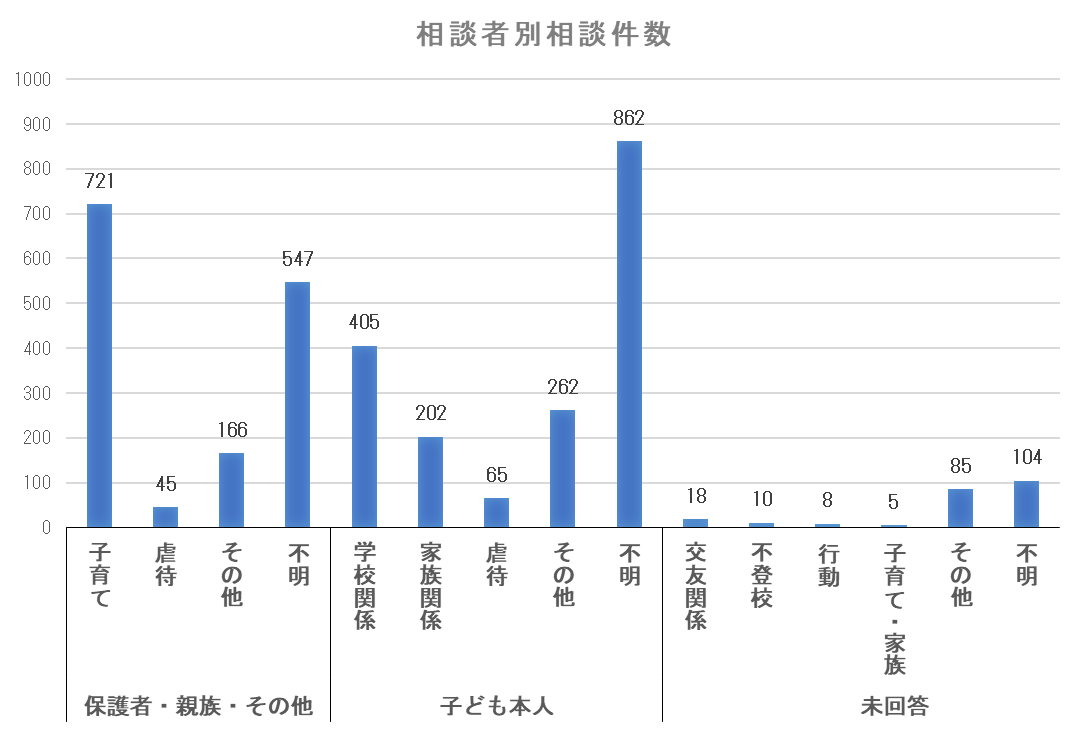 相談者別相談件数
1000
900
800
700
600
500
400
300
200
100
0
721
45
166
547
405
202
65
262
862
18
10
8
5
85
104
子育て
虐待
その他
不明
学校関係
家族関係
虐待
その他
不明
交友関係
不登校
行動
子育て・家族
その他
不明
保護者・親族・その他
子ども本人
未回答